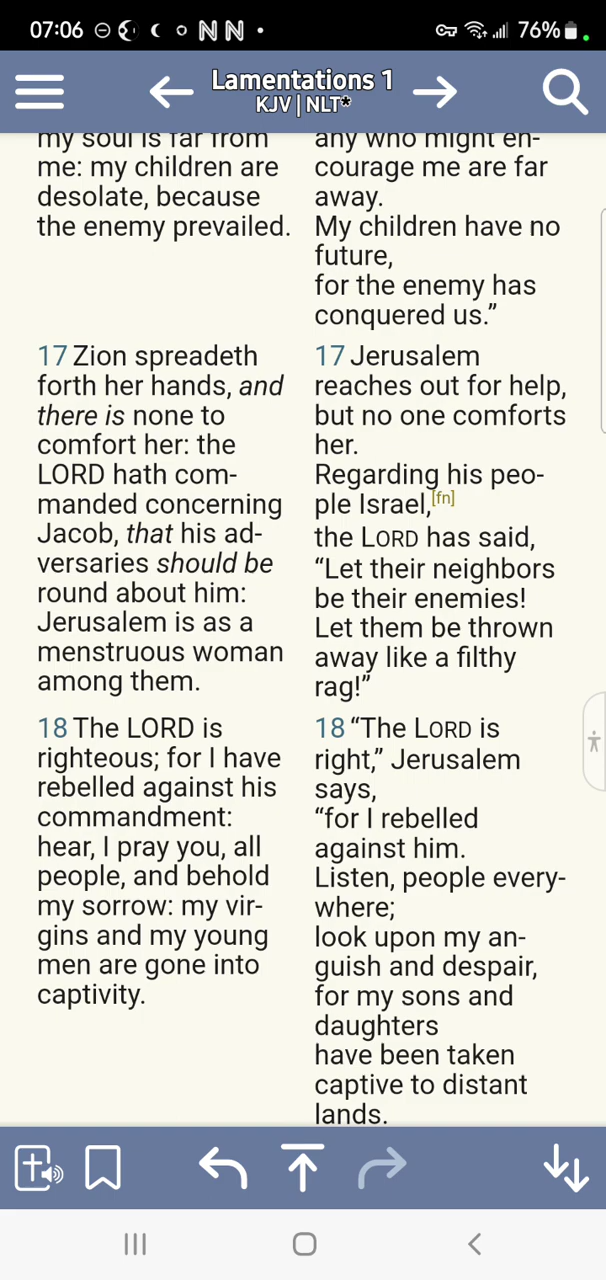 07:06 N N 76%
Lamentations 1
KJV | NLT*
my soul is far from
me: my children are
desolate, because
the enemy prevailed.
any who might en-
courage me are far
away.
My children have no
future,
for the enemy has
conquered us.”
17 Zion spreadeth
forth her hands, and
there is none to
comfort her: the
LORD hath com-
manded concerning
Jacob, that his ad-
versaries should be
round about him:
Jerusalem is as a
menstruous woman
among them.
17 Jerusalem
reaches out for help,
but no one comforts
her.
Regarding his peo-
ple Israel,[fn]
the LORD has said,
“Let their neighbors
be their enemies!
Let them be thrown
away like a filthy
rag!”
18 The LORD is
righteous; for I have
rebelled against his
commandment:
hear, I pray you, all
people, and behold
my sorrow: my vir-
gins and my young
men are gone into
captivity.
18 “The LORD is
right,” Jerusalem
says,
“for I rebelled
against him.
Listen, people every-
where;
look upon my an-
guish and despair,
for my sons and
daughters
have been taken
captive to distant
lands.